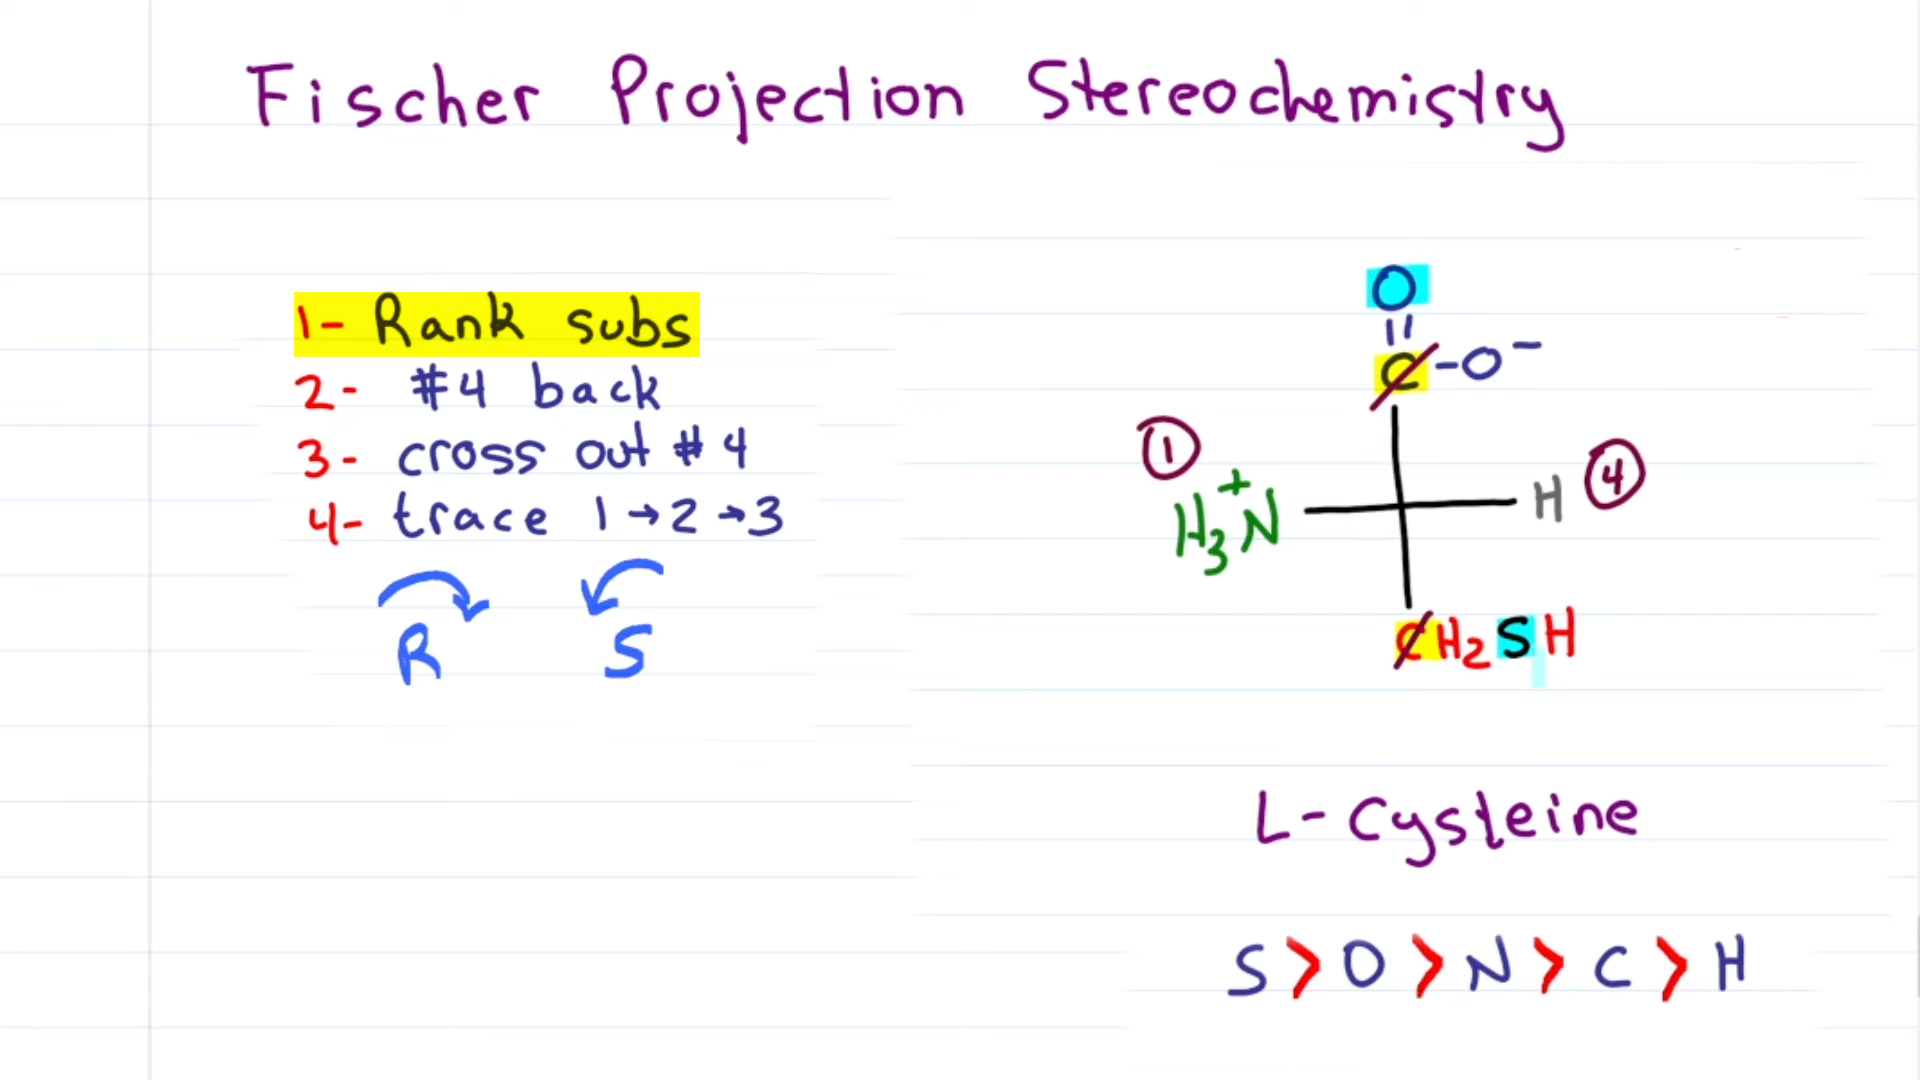 Fischer Projection Stereochemistry
1- Rank subs
2- #4 back
3- cross out #4
4- trace 1→2→3
R S
O
C-O⁻
1
H₃N⁺
H
4
CH₂SH
L-Cysteine
S > O > N > C > H